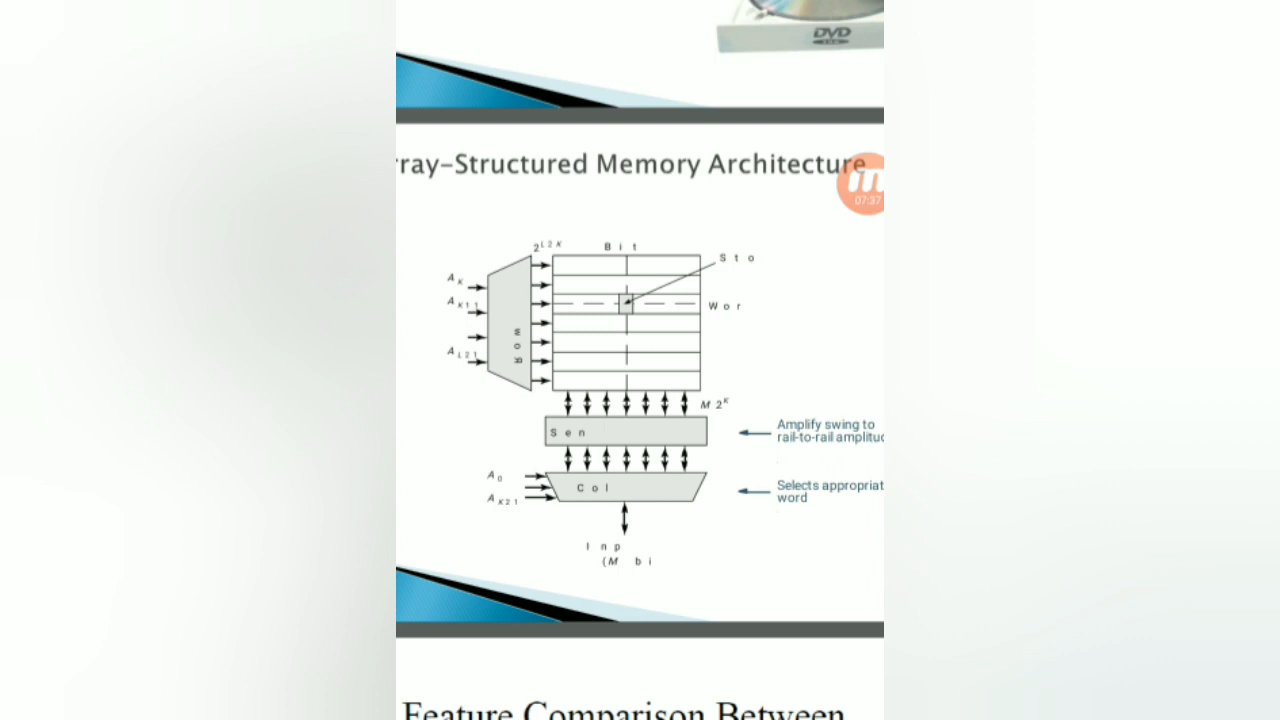 DVD
rray-Structured Memory Architecture
07:37
2^L2K
B i t
S t o
A K
A K11
W o r
R o w
A L21
M 2^K
Amplify swing to
rail-to-rail amplitud
S e n
A 0
C o l
A K21
Selects appropriat
word
I n p
(M b i
Feature Comparison Between